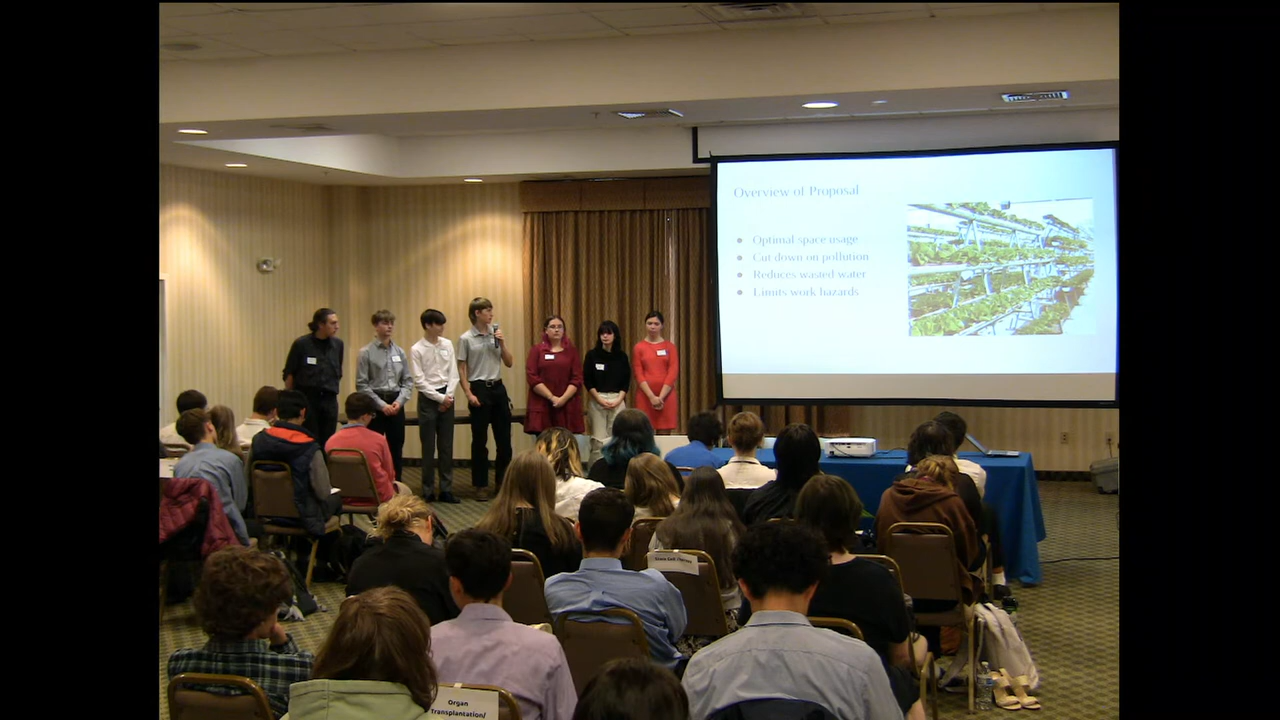 Overview of Proposal
Optimal space usage
Cut down on pollution
Reduces wasted water
Limits work hazards
Organ
Transplantation/